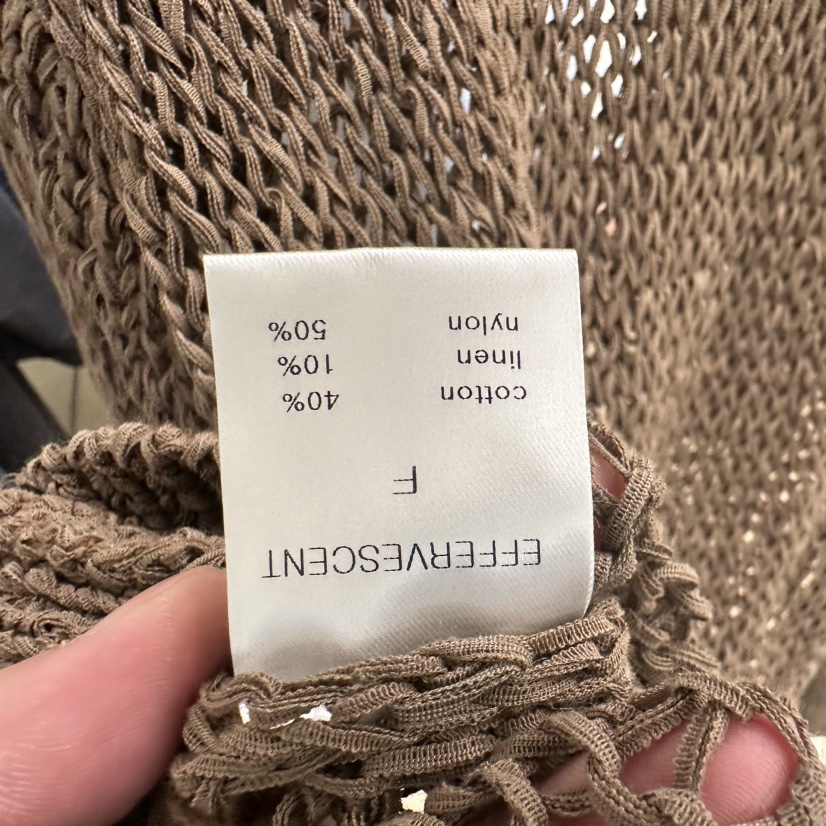 EFFERVESCENT
F
cotton 40%
linen 10%
nylon 50%